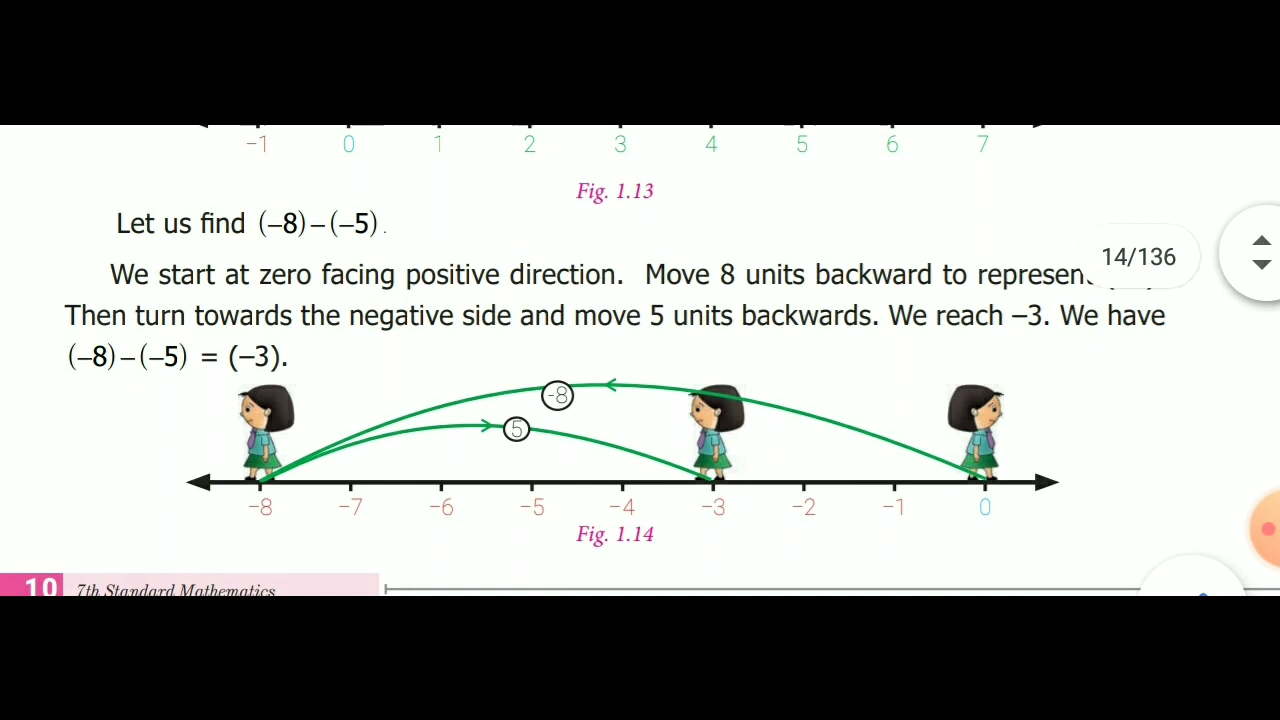 −1 0 1 2 3 4 5 6 7
Fig. 1.13
Let us find (−8)−(−5).
14/136
We start at zero facing positive direction. Move 8 units backward to represent
Then turn towards the negative side and move 5 units backwards. We reach −3. We have
(−8)−(−5) = (−3).
-8
5
−8 −7 −6 −5 −4 −3 −2 −1 0
Fig. 1.14
10 7th Standard Mathematics